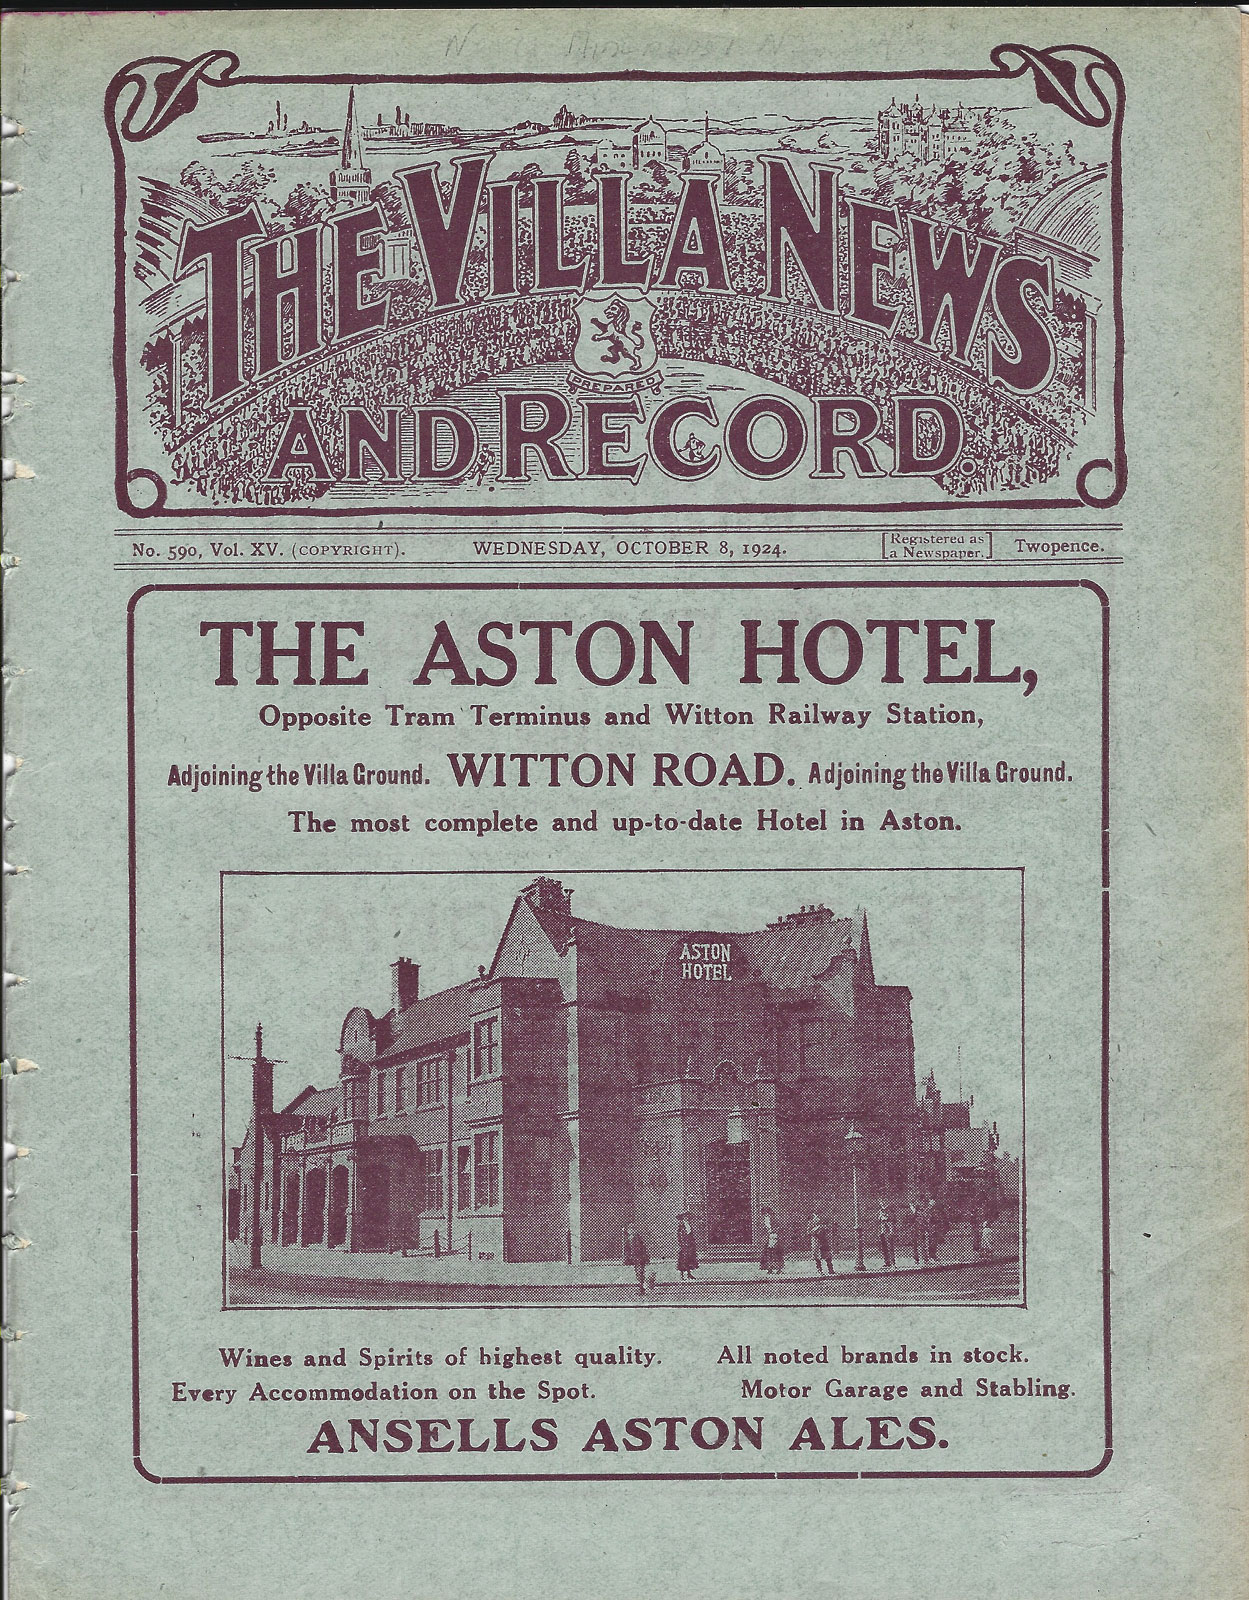 THE VILLA NEWS
PREPARED
AND RECORD.
No. 590, Vol. XV. (COPYRIGHT). WEDNESDAY, OCTOBER 8, 1924. [Registered as a Newspaper.] Twopence.
THE ASTON HOTEL,
Opposite Tram Terminus and Witton Railway Station,
Adjoining the Villa Ground. WITTON ROAD. Adjoining the Villa Ground.
The most complete and up-to-date Hotel in Aston.
ASTON
HOTEL
Wines and Spirits of highest quality. All noted brands in stock.
Every Accommodation on the Spot. Motor Garage and Stabling.
ANSELLS ASTON ALES.